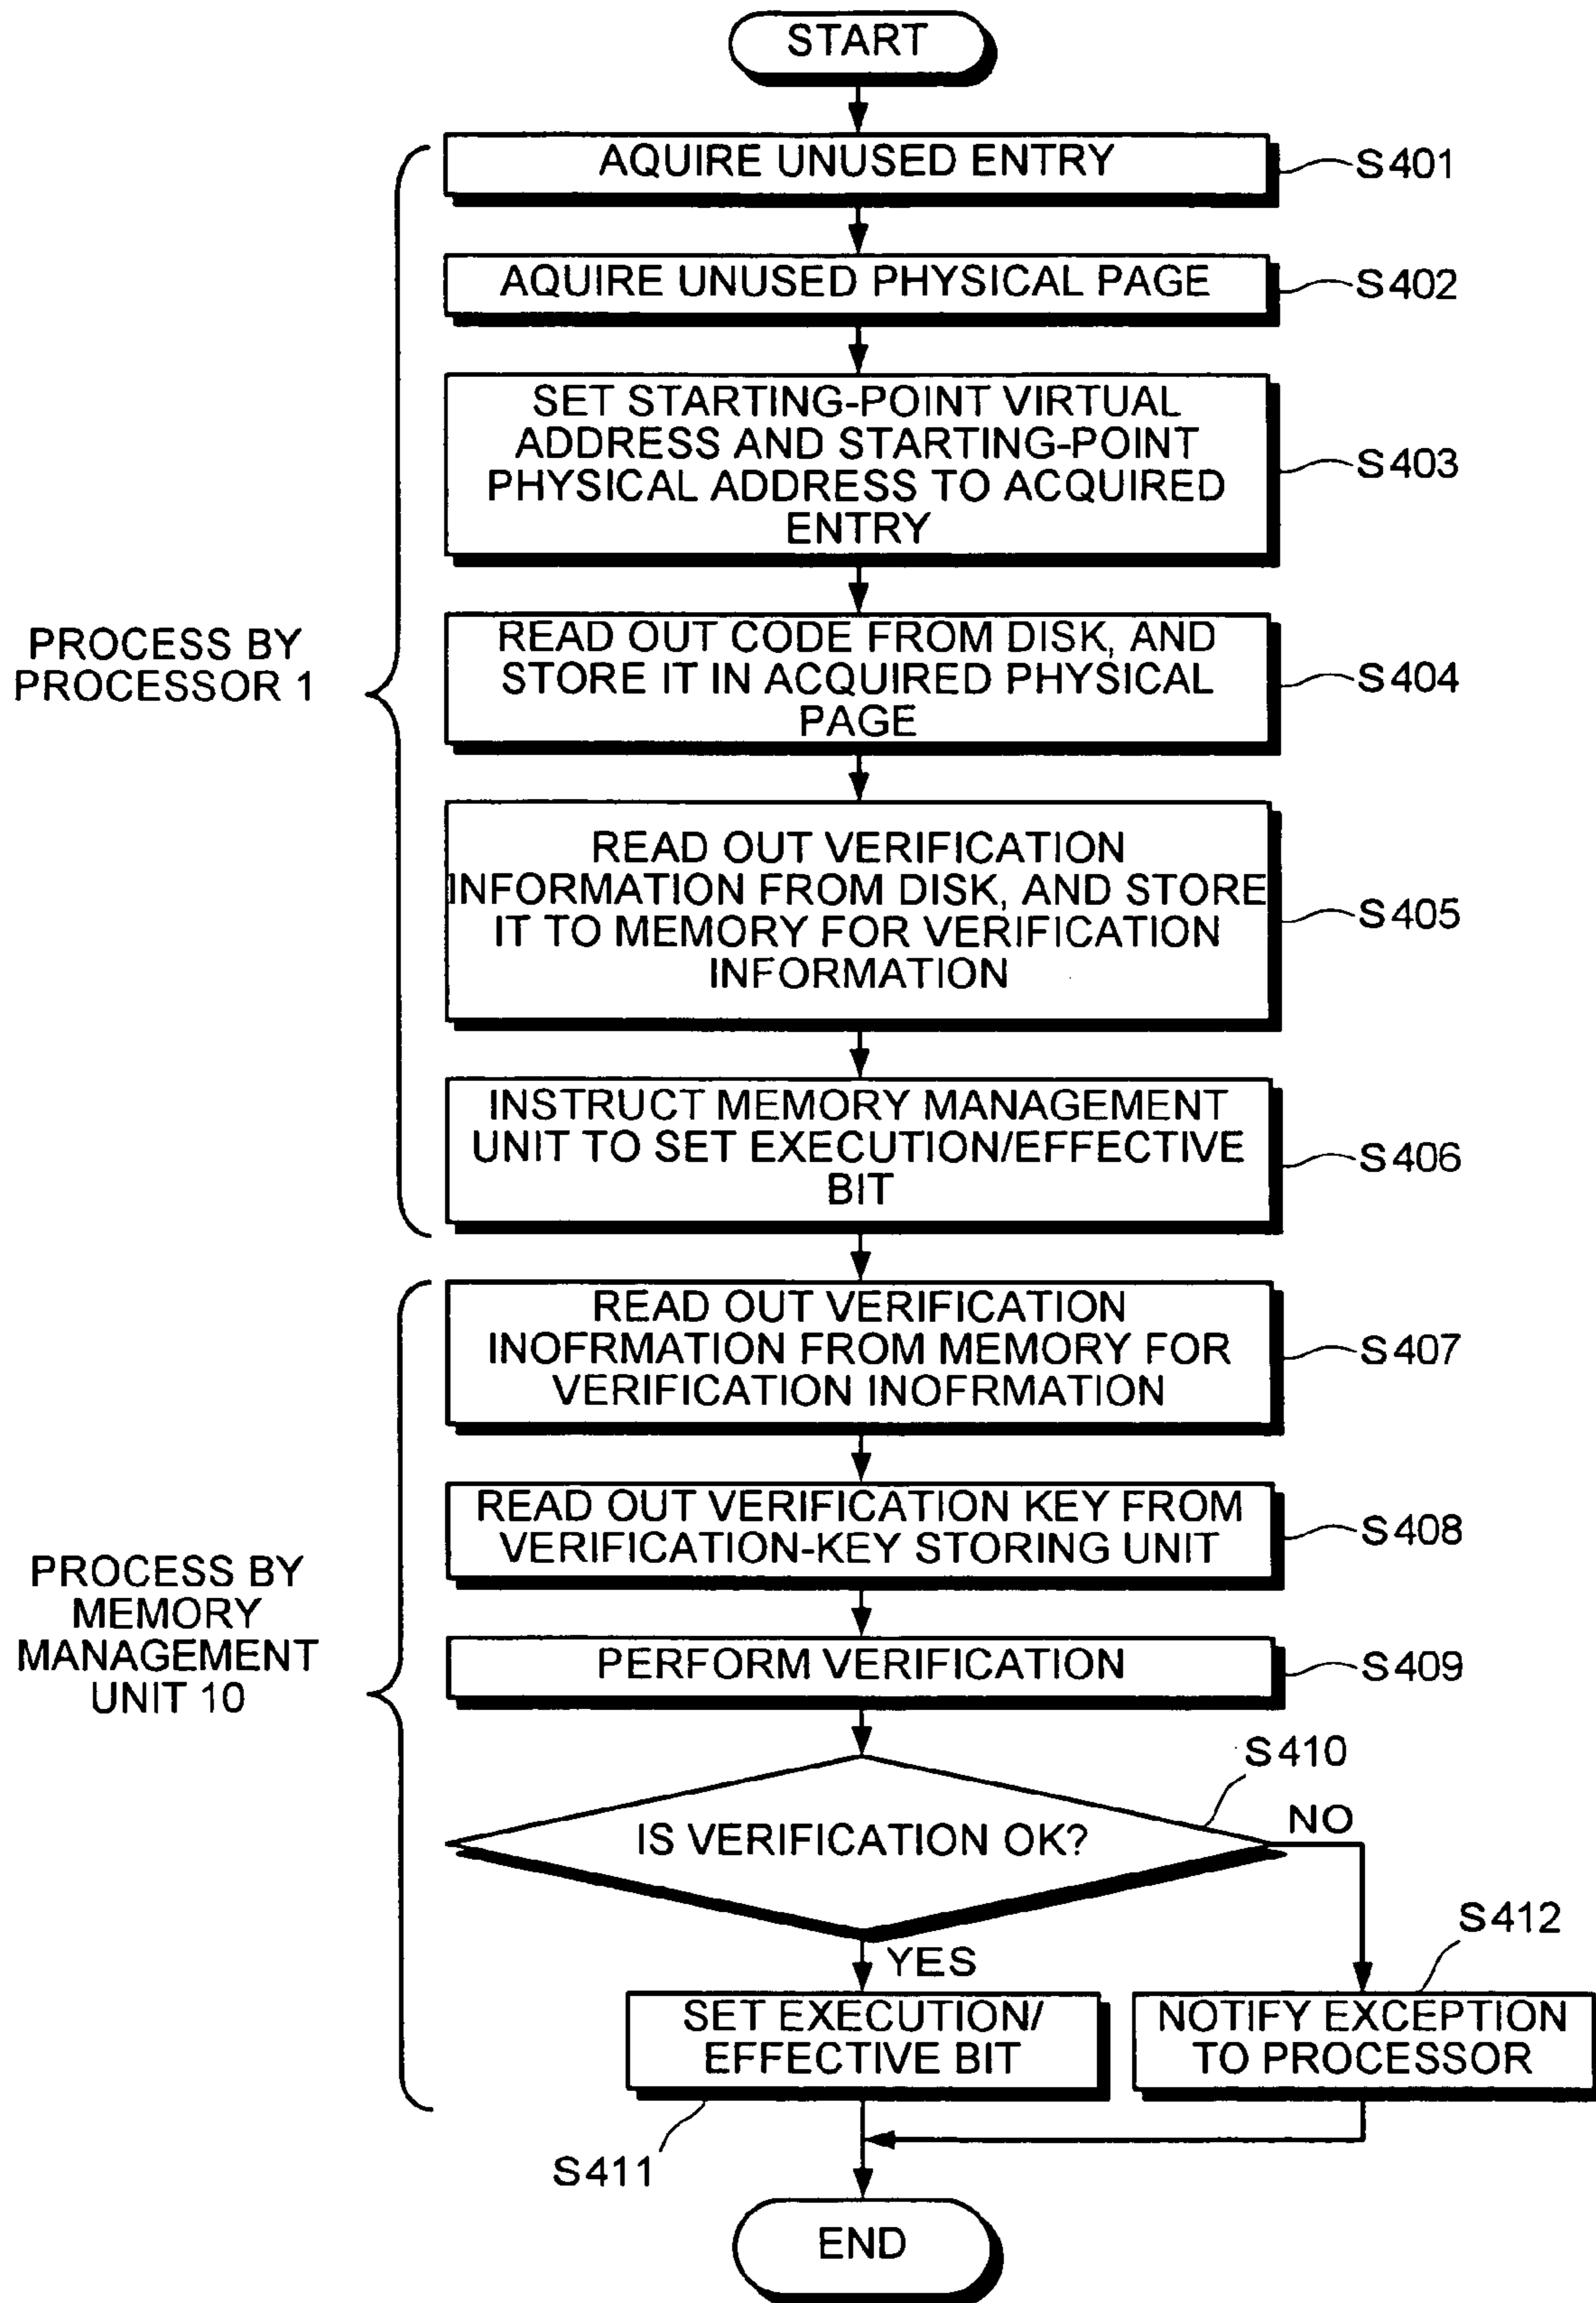 START
AQUIRE UNUSED ENTRY
S401
AQUIRE UNUSED PHYSICAL PAGE
S402
SET STARTING-POINT VIRTUAL
ADDRESS AND STARTING-POINT
PHYSICAL ADDRESS TO ACQUIRED
ENTRY
S403
PROCESS BY
PROCESSOR 1
READ OUT CODE FROM DISK, AND
STORE IT IN ACQUIRED PHYSICAL
PAGE
S404
READ OUT VERIFICATION
INFORMATION FROM DISK, AND STORE
IT TO MEMORY FOR VERIFICATION
INFORMATION
S405
INSTRUCT MEMORY MANAGEMENT
UNIT TO SET EXECUTION/EFFECTIVE
BIT
S406
READ OUT VERIFICATION
INOFRMATION FROM MEMORY FOR
VERIFICATION INOFRMATION
S407
READ OUT VERIFICATION KEY FROM
VERIFICATION-KEY STORING UNIT
S408
PROCESS BY
MEMORY
MANAGEMENT
UNIT 10
PERFORM VERIFICATION
S409
S410
IS VERIFICATION OK?
NO
YES
S412
SET EXECUTION/
EFFECTIVE BIT
NOTIFY EXCEPTION
TO PROCESSOR
S411
END